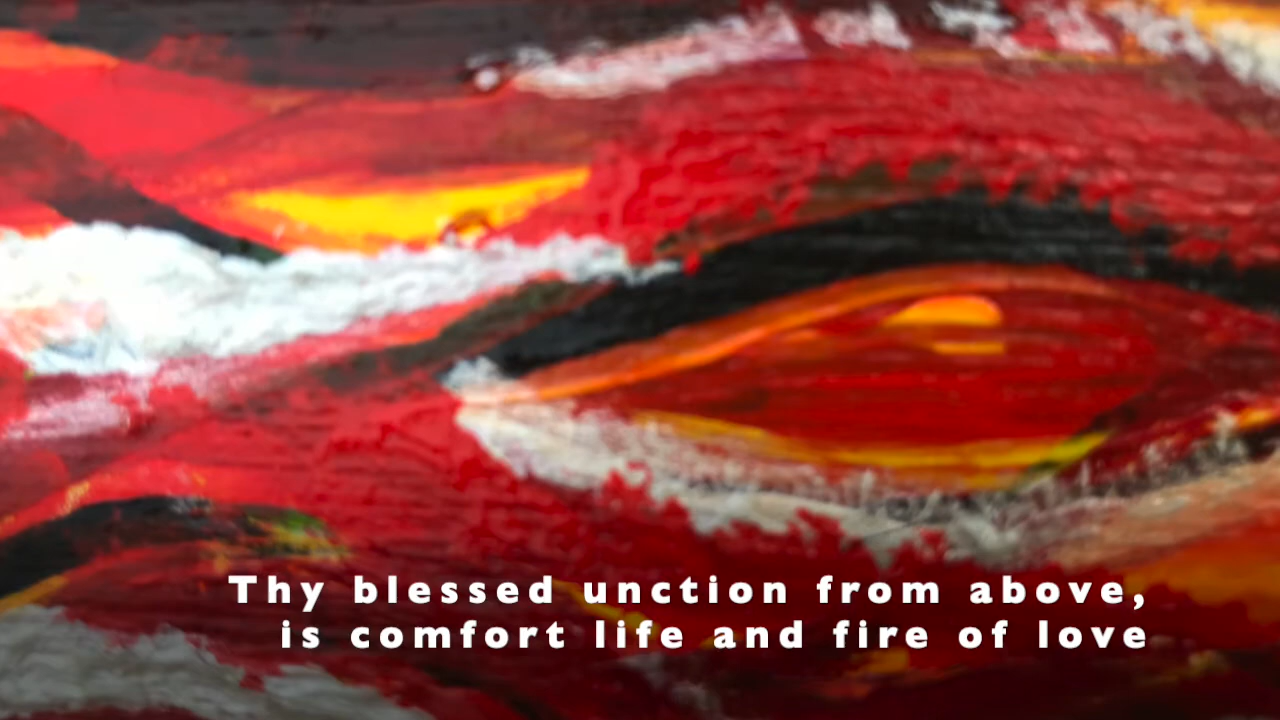 Thy blessed unction from above,
is comfort life and fire of love